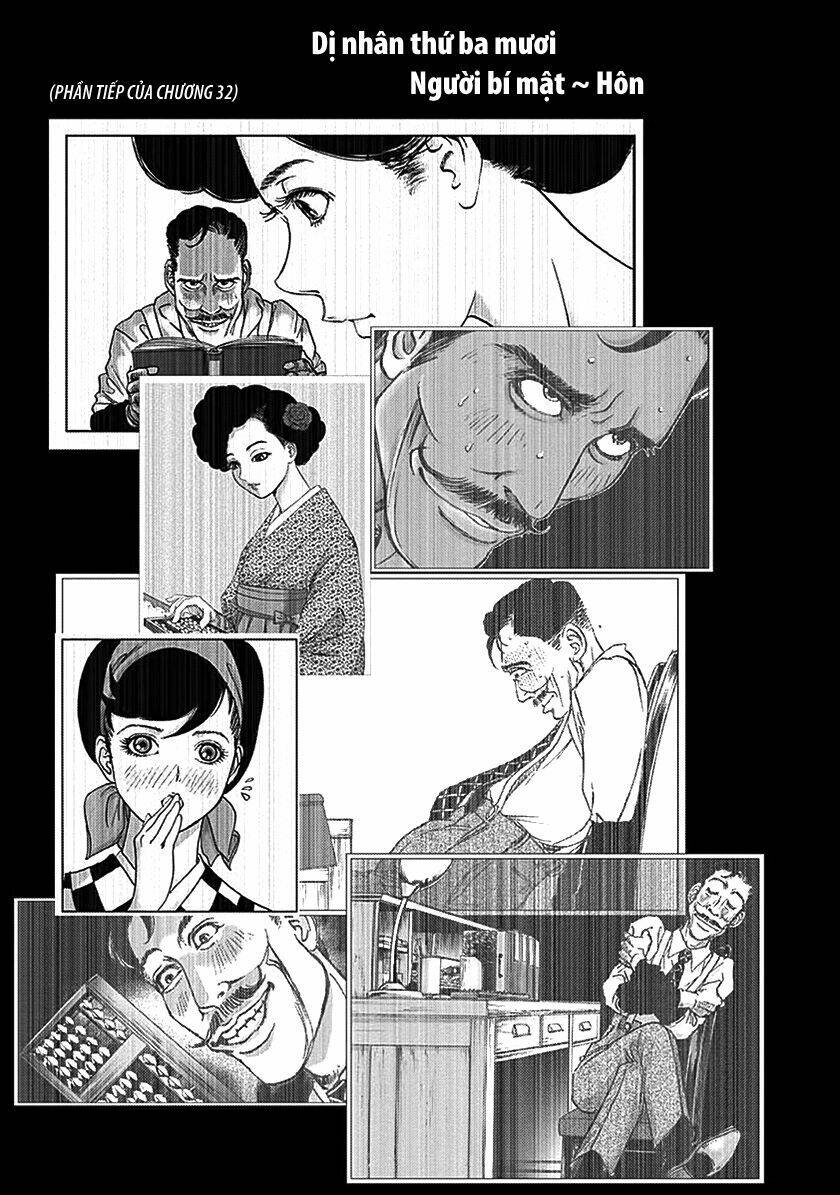 Dị nhân thứ ba mươi
Người bí mật ~ Hôn
(PHẦN TIẾP CỦA CHƯƠNG 32)